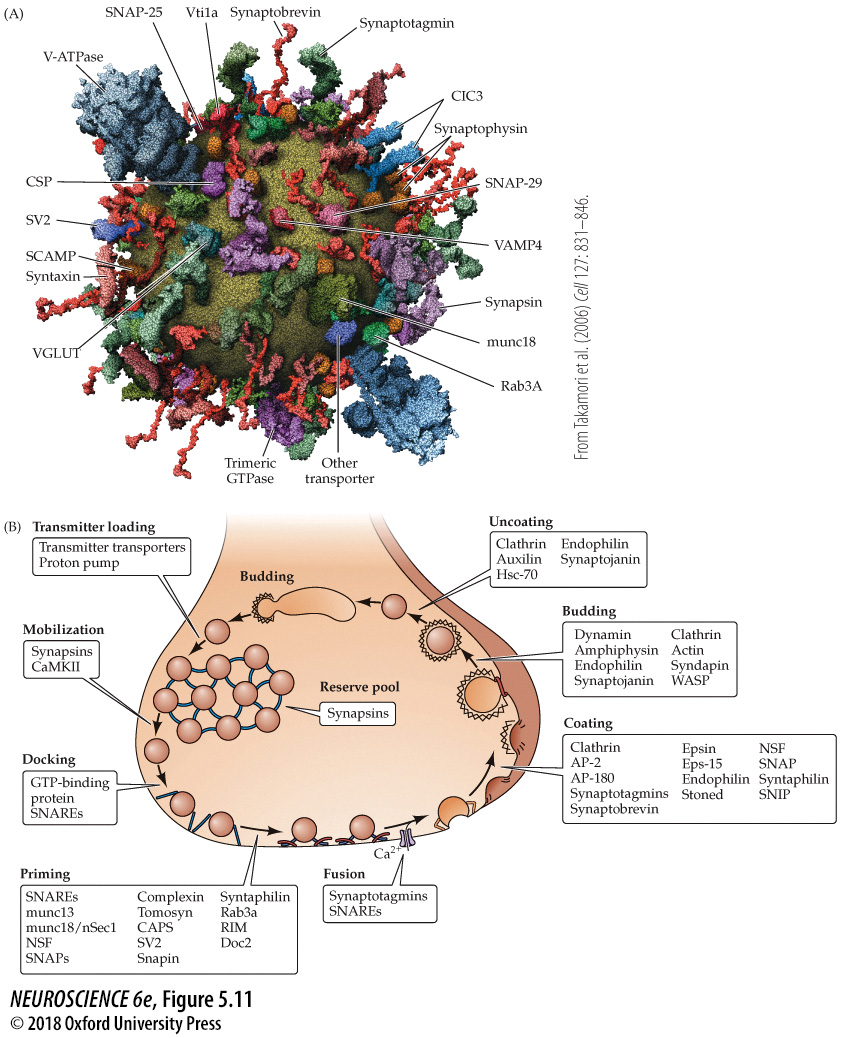 (A)
SNAP-25
Vti1a
Synaptobrevin
Synaptotagmin
V-ATPase
ClC3
Synaptophysin
CSP
SNAP-29
SV2
VAMP4
SCAMP
Syntaxin
Synapsin
munc18
VGLUT
Rab3A
Trimeric
GTPase
Other
transporter
From Takamori et al. (2006) Cell 127: 831–846.
(B)
Transmitter loading
Transmitter transporters
Proton pump
Uncoating
Clathrin Endophilin
Auxilin Synaptojanin
Hsc-70
Budding
Budding
Dynamin Clathrin
Amphiphysin Actin
Endophilin Syndapin
Synaptojanin WASP
Mobilization
Synapsins
CaMKII
Reserve pool
Synapsins
Coating
Clathrin Epsin NSF
AP-2 Eps-15 SNAP
AP-180 Endophilin Syntaphilin
Synaptotagmins Stoned SNIP
Synaptobrevin
Docking
GTP-binding
protein
SNAREs
Ca2+
Priming
SNAREs Complexin Syntaphilin
munc13 Tomosyn Rab3a
munc18/nSec1 CAPS RIM
NSF SV2 Doc2
SNAPs Snapin
Fusion
Synaptotagmins
SNAREs
NEUROSCIENCE 6e, Figure 5.11
© 2018 Oxford University Press